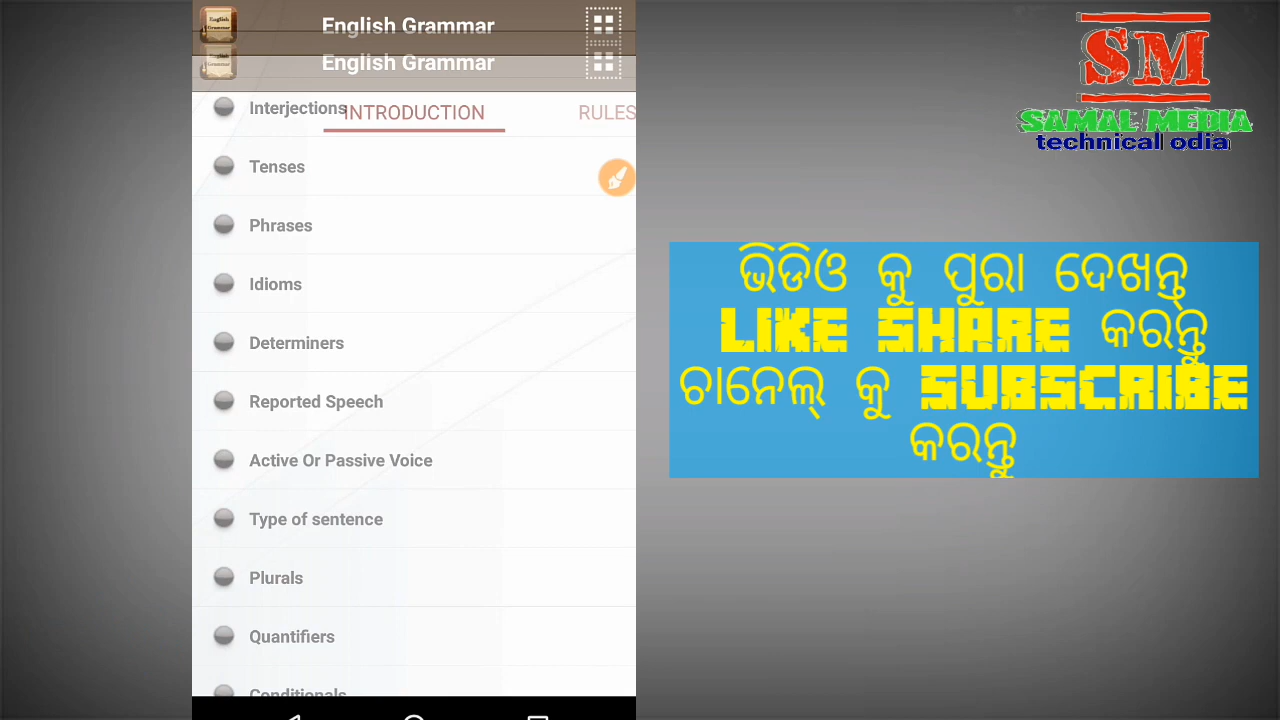 English Grammar
English Grammar
Interjections
INTRODUCTION
RULES
Tenses
Phrases
Idioms
Determiners
Reported Speech
Active Or Passive Voice
Type of sentence
Plurals
Quantifiers
Conditionals
SM
SAMAL MEDIA
technical odia
ଭିଡିଓ କୁ ପୁରା ଦେଖନ୍ତୁ
LIKE SHARE କରନ୍ତୁ
ଚାନେଲ୍ କୁ SUBSCRIBE
କରନ୍ତୁ